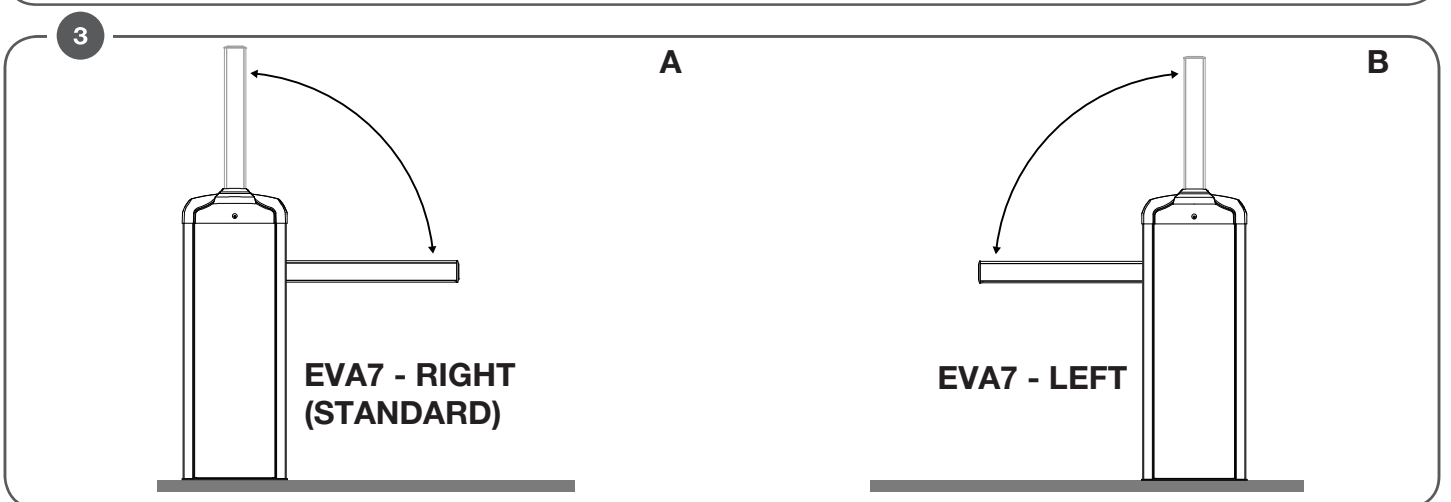 3
A
B
EVA7 - RIGHT
(STANDARD)
EVA7 - LEFT